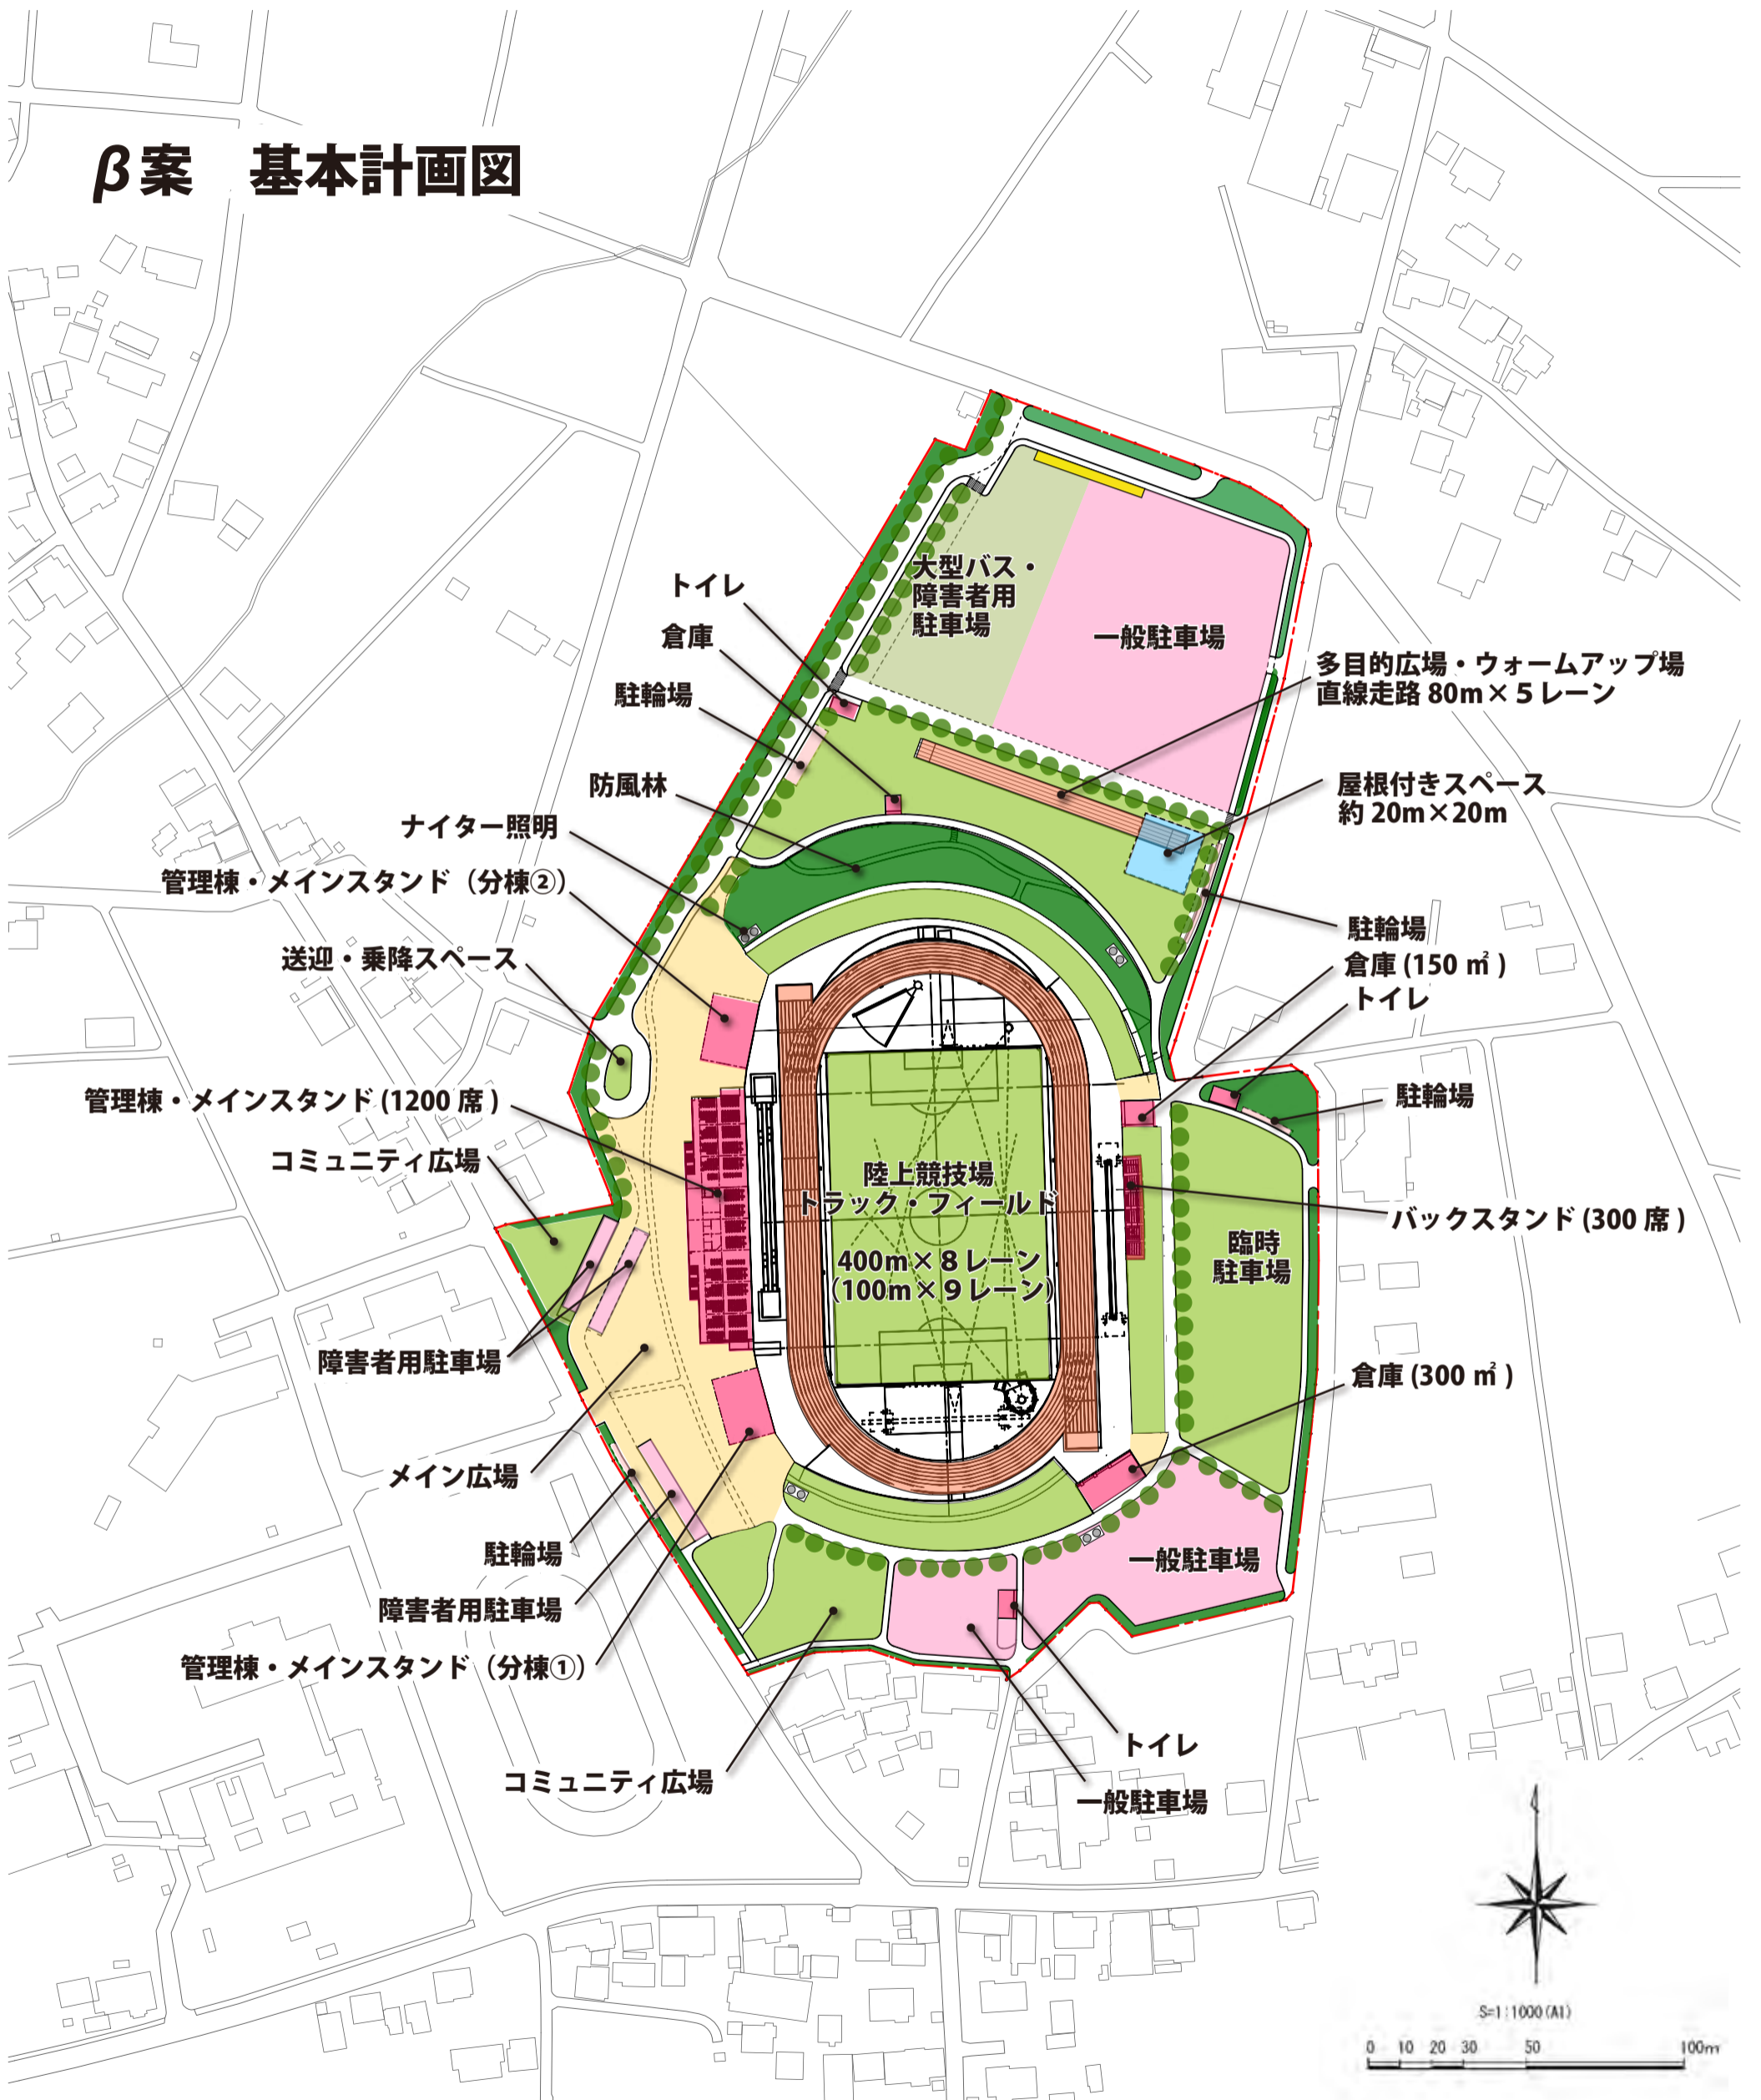 β案　基本計画図
大型バス・
障害者用
駐車場
一般駐車場
トイレ
倉庫
駐輪場
防風林
ナイター照明
管理棟・メインスタンド（分棟②）
送迎・乗降スペース
管理棟・メインスタンド(1200 席 )
コミュニティ広場
障害者用駐車場
メイン広場
駐輪場
障害者用駐車場
管理棟・メインスタンド（分棟①）
コミュニティ広場
多目的広場・ウォームアップ場
直線走路 80m×５レーン
屋根付きスペース
約 20m×20m
駐輪場
倉庫 (150 ㎡ )
トイレ
駐輪場
バックスタンド (300 席 )
臨時
駐車場
倉庫 (300 ㎡ )
陸上競技場
トラック・フィールド
400m×８レーン
（100m×９レーン）
一般駐車場
トイレ
一般駐車場
S=1:1000(A1)
0 10 20 30 50 100m